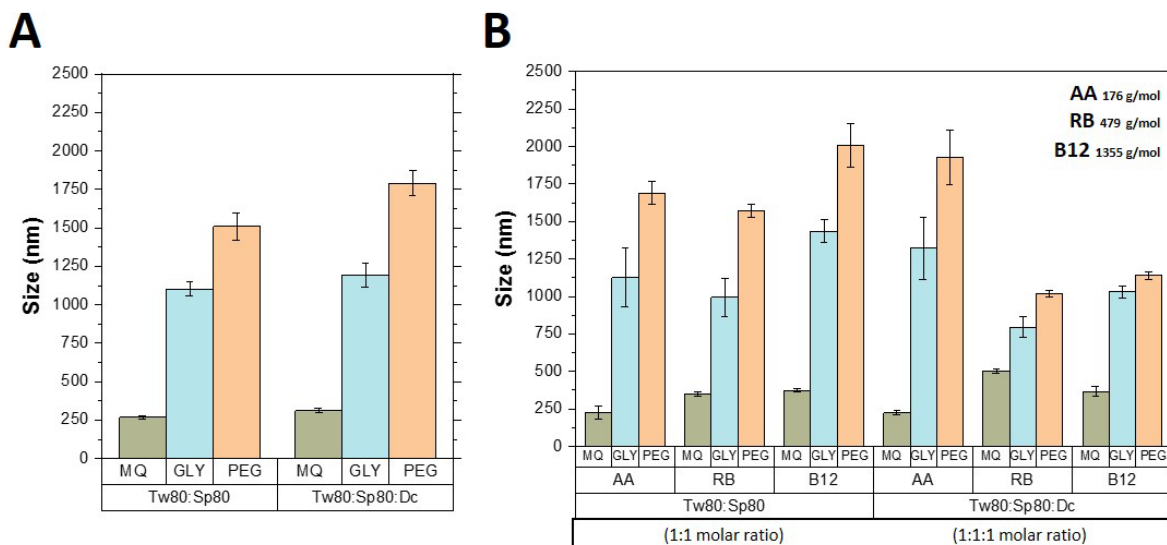 A
B
2500
2250
2000
1750
1500
1250
1000
750
500
250
0
Size (nm)
MQ GLY PEG MQ GLY PEG
Tw80:Sp80 Tw80:Sp80:Dc
2500
2250
2000
1750
1500
1250
1000
750
500
250
0
Size (nm)
AA 176 g/mol
RB 479 g/mol
B12 1355 g/mol
MQ GLY PEG MQ GLY PEG MQ GLY PEG MQ GLY PEG MQ GLY PEG MQ GLY PEG
AA RB B12 AA RB B12
Tw80:Sp80 Tw80:Sp80:Dc
(1:1 molar ratio) (1:1:1 molar ratio)